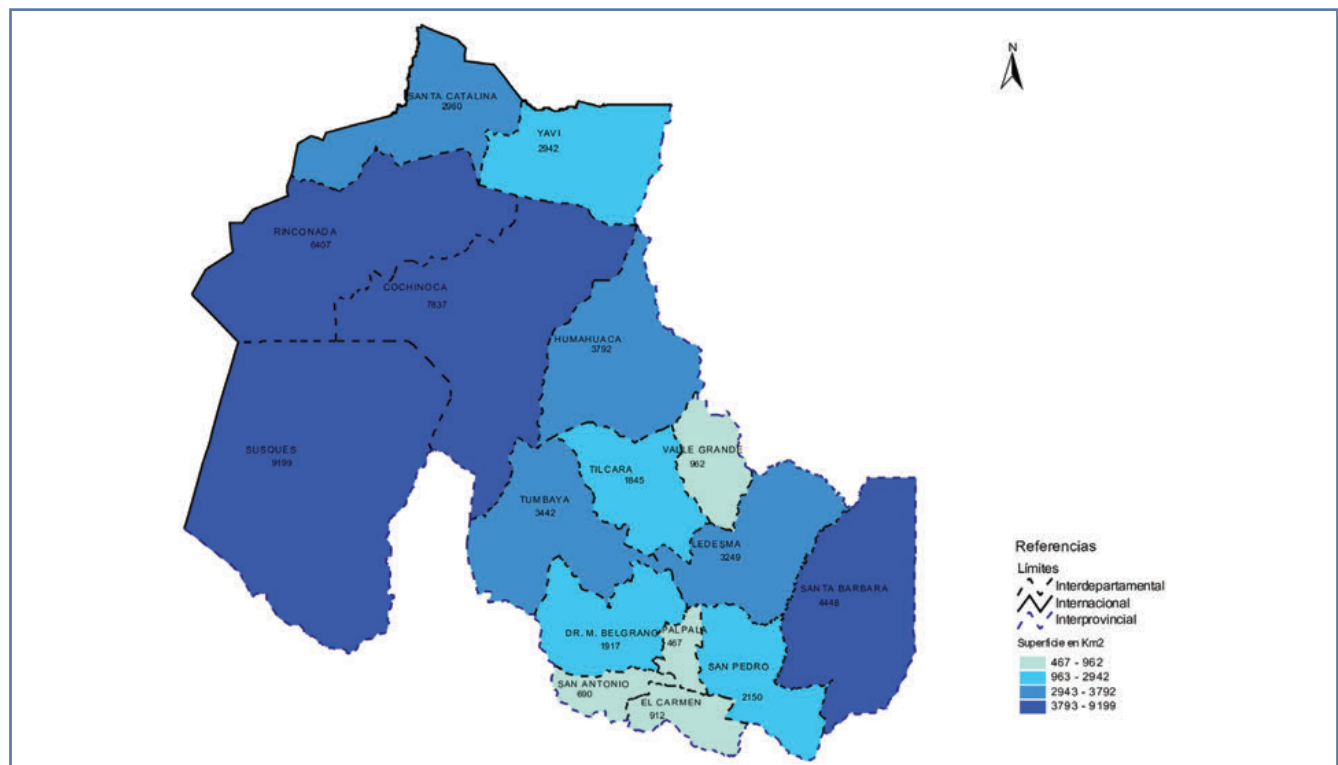 N
SANTA CATALINA
2960
YAVI
2942
RINCONADA
6407
COCHINOCA
7837
HUMAHUACA
3792
SUSQUES
9199
VALLE GRANDE
962
TILCARA
1845
TUMBAYA
3442
LEDESMA
3249
SANTA BARBARA
4448
DR. M. BELGRANO
1917
PALPALA
467
SAN PEDRO
2150
SAN ANTONIO
690
EL CARMEN
912
Referencias
Límites
Interdepartamental
Internacional
Interprovincial
Superficie en Km2
467 - 962
963 - 2942
2943 - 3792
3793 - 9199